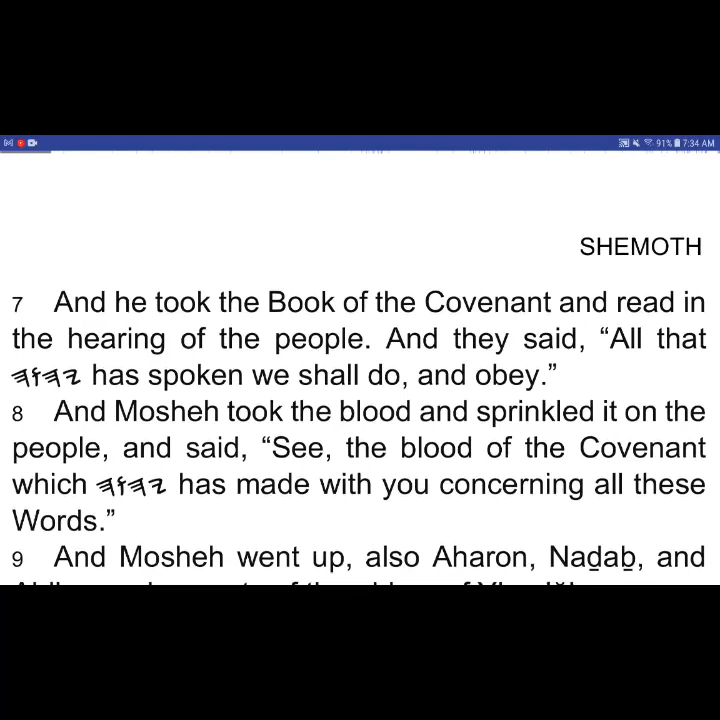 91% 7:34 AM
SHEMOTH
7 And he took the Book of the Covenant and read in
the hearing of the people. And they said, “All that
𐤉𐤄𐤅𐤄 has spoken we shall do, and obey.”
8 And Mosheh took the blood and sprinkled it on the
people, and said, “See, the blood of the Covenant
which 𐤉𐤄𐤅𐤄 has made with you concerning all these
Words.”
9 And Mosheh went up, also Aharon, Naḏaḇ, and